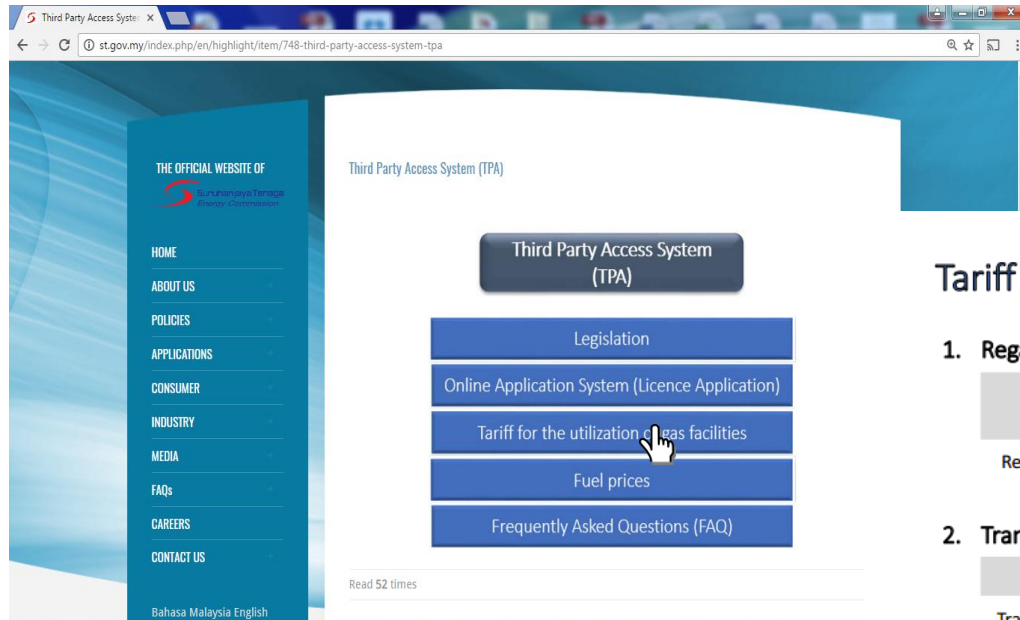 Third Party Access Syste
st.gov.my/index.php/en/highlight/item/748-third-party-access-system-tpa
THE OFFICIAL WEBSITE OF
Suruhanjaya Tenaga
Energy Commission
HOME
ABOUT US
POLICIES
APPLICATIONS
CONSUMER
INDUSTRY
MEDIA
FAQs
CAREERS
CONTACT US
Bahasa Malaysia English
Third Party Access System (TPA)
Third Party Access System
(TPA)
Legislation
Online Application System (Licence Application)
Tariff for the utilization gas facilities
Fuel prices
Frequently Asked Questions (FAQ)
Read 52 times
Tariff
1. Reg
Re
2. Tran
Tra